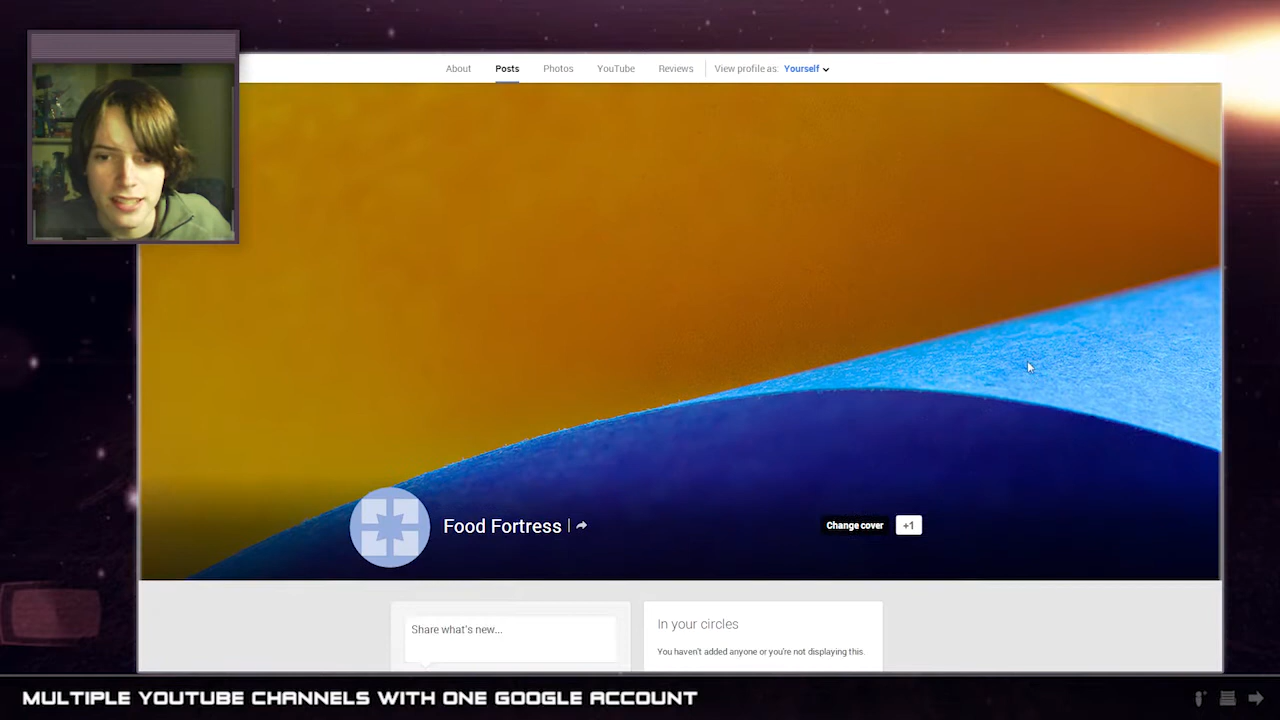 About Posts Photos YouTube Reviews View profile as: Yourself
Food Fortress
Change cover +1
Share what's new...
In your circles
You haven't added anyone or you're not displaying this.
MULTIPLE YOUTUBE CHANNELS WITH ONE GOOGLE ACCOUNT